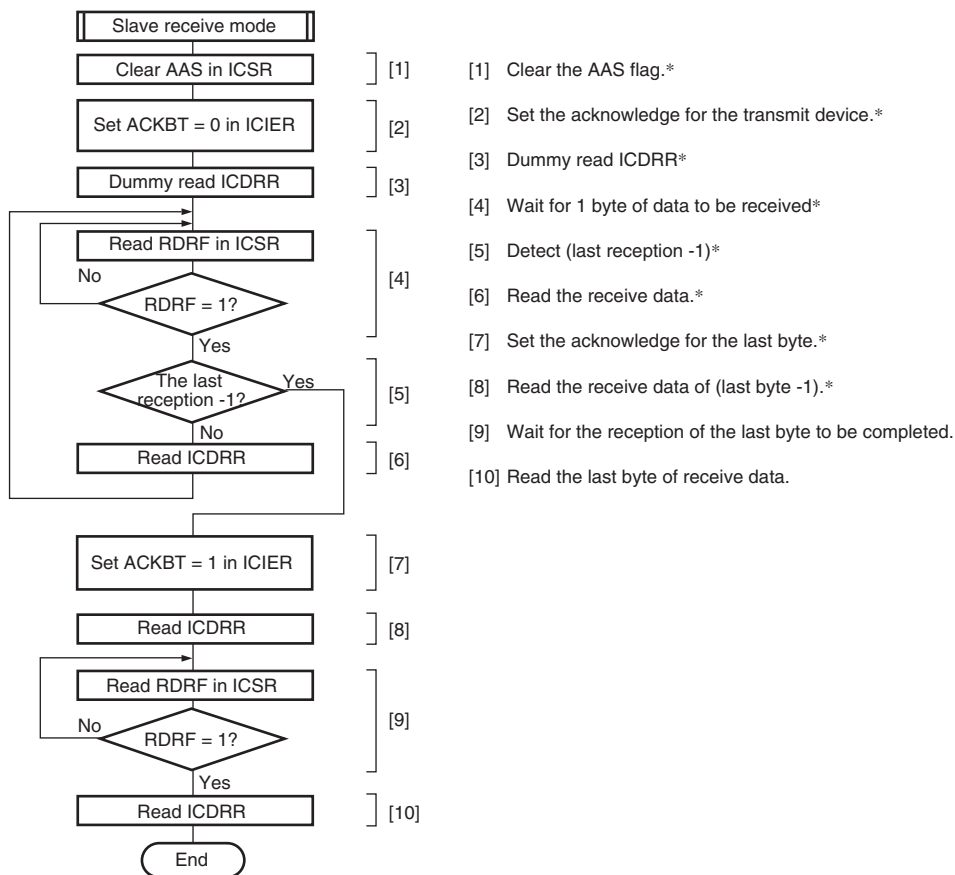 Slave receive mode
Clear AAS in ICSR
[1]
Set ACKBT = 0 in ICIER
[2]
Dummy read ICDRR
[3]
Read RDRF in ICSR
No
RDRF = 1?
[4]
Yes
The last
reception -1?
Yes
[5]
No
Read ICDRR
[6]
Set ACKBT = 1 in ICIER
[7]
Read ICDRR
[8]
Read RDRF in ICSR
No
RDRF = 1?
[9]
Yes
Read ICDRR
[10]
End
[1] Clear the AAS flag.*
[2] Set the acknowledge for the transmit device.*
[3] Dummy read ICDRR*
[4] Wait for 1 byte of data to be received*
[5] Detect (last reception -1)*
[6] Read the receive data.*
[7] Set the acknowledge for the last byte.*
[8] Read the receive data of (last byte -1).*
[9] Wait for the reception of the last byte to be completed.
[10] Read the last byte of receive data.